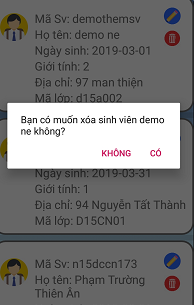 Mã Sv: demothemsv
Họ tên: demo ne
Ngày sinh: 2019-03-01
Giới tính: 2
Địa chỉ: 97 man thiện
Mã lớp: d15a002
Bạn có muốn xóa sinh viên demo
ne không?
KHÔNG CÓ
Ngày sinh: 2019-03-31
Giới tính: 1
Địa chỉ: 94 Nguyễn Tất Thành
Mã lớp: D15CN01
Mã Sv: n15dccn173
Họ tên: Phạm Trường
Thiên Ân